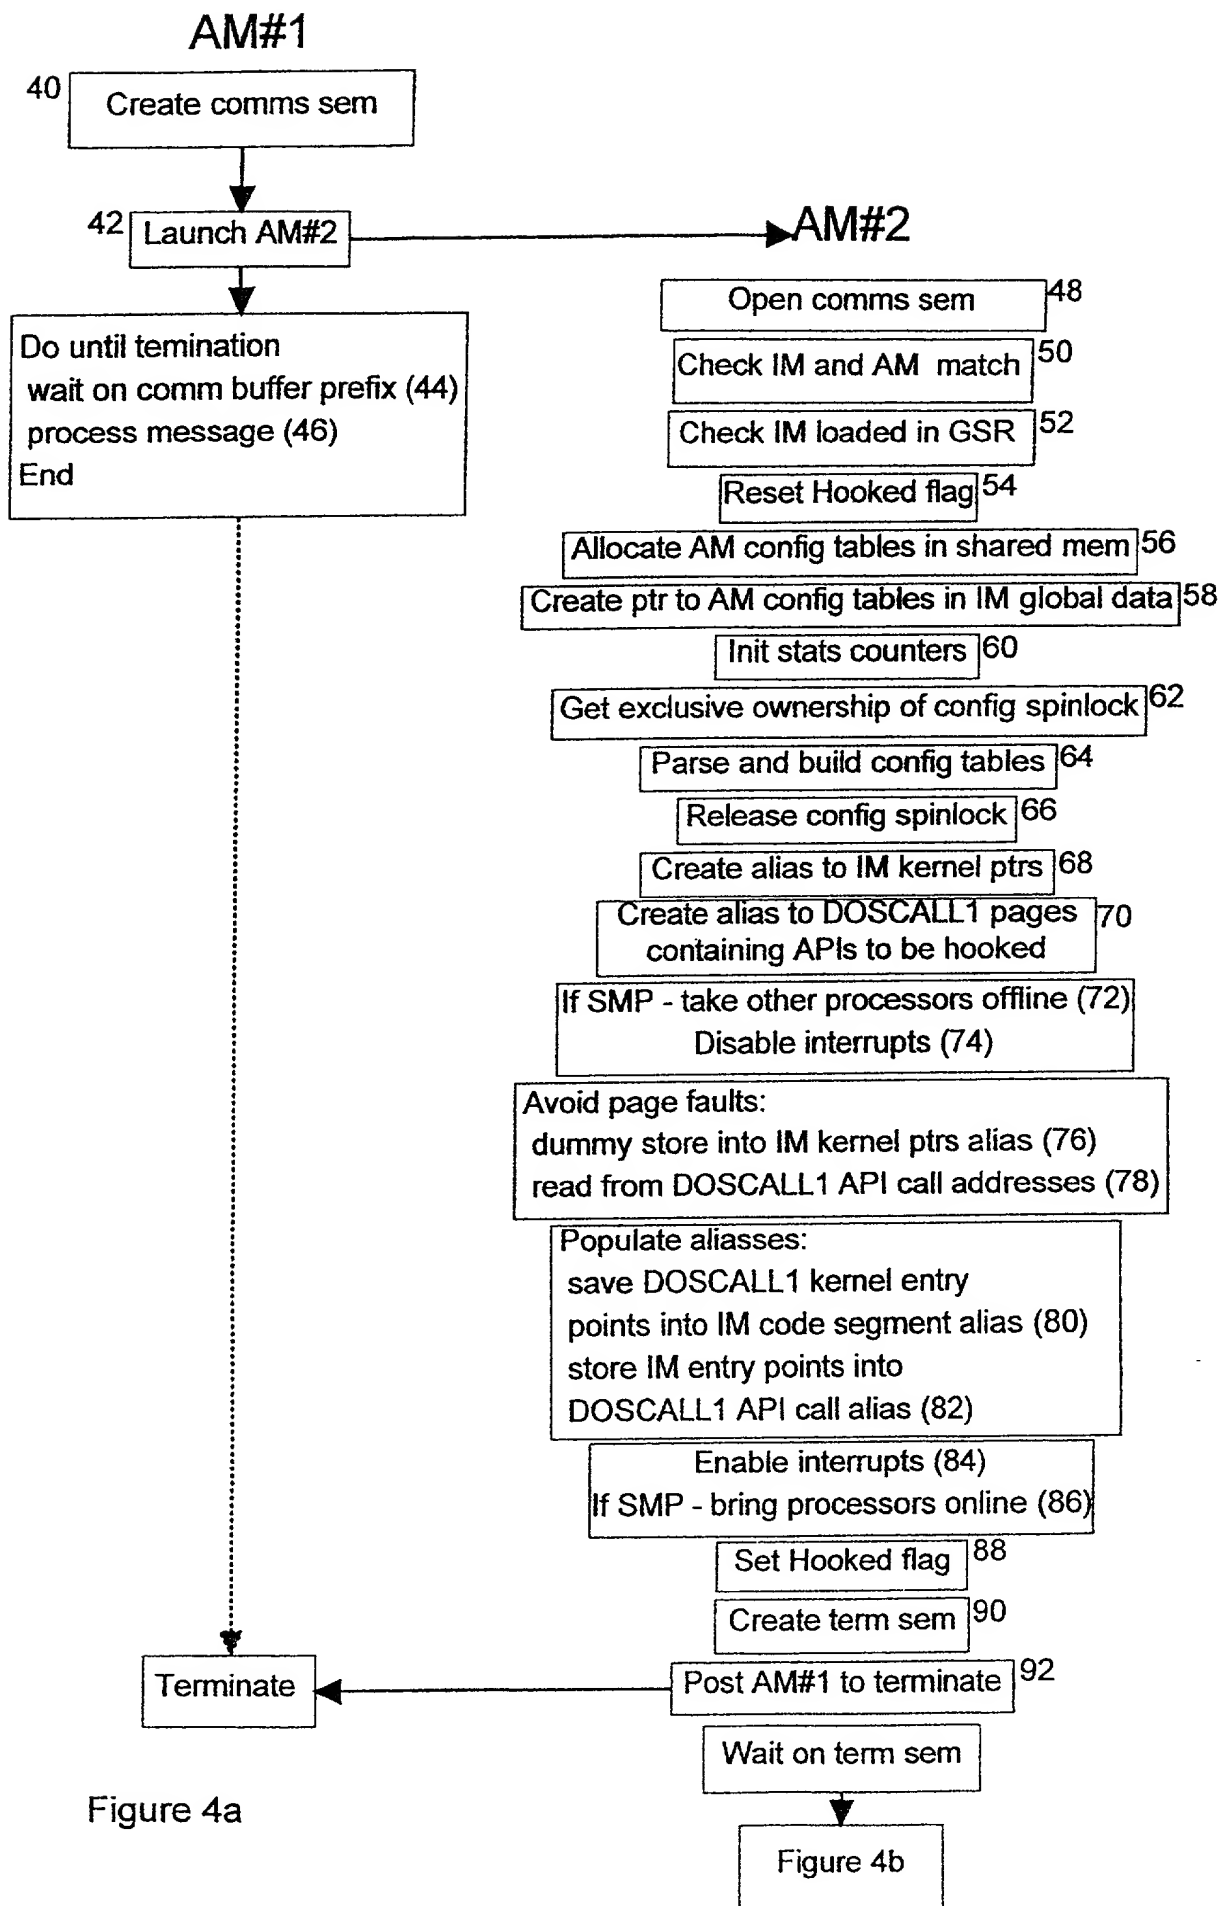 AM#1
40
Create comms sem
42
Launch AM#2
Do until temination
wait on comm buffer prefix (44)
process message (46)
End
Terminate
AM#2
Open comms sem
48
Check IM and AM match
50
Check IM loaded in GSR
52
Reset Hooked flag
54
Allocate AM config tables in shared mem
56
Create ptr to AM config tables in IM global data
58
Init stats counters
60
Get exclusive ownership of config spinlock
62
Parse and build config tables
64
Release config spinlock
66
Create alias to IM kernel ptrs
68
Create alias to DOSCALL1 pages
containing APIs to be hooked
70
If SMP - take other processors offline (72)
Disable interrupts (74)
Avoid page faults:
dummy store into IM kernel ptrs alias (76)
read from DOSCALL1 API call addresses (78)
Populate aliasses:
save DOSCALL1 kernel entry
points into IM code segment alias (80)
store IM entry points into
DOSCALL1 API call alias (82)
Enable interrupts (84)
If SMP - bring processors online (86)
Set Hooked flag
88
Create term sem
90
Post AM#1 to terminate
92
Wait on term sem
Figure 4b
Figure 4a